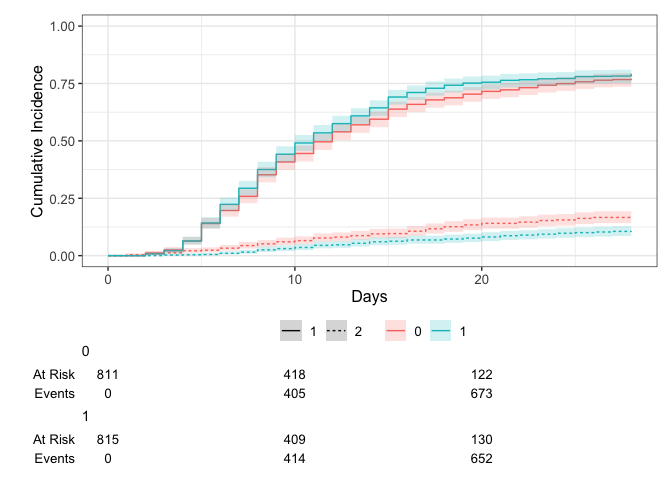 1.00
0.75
0.50
0.25
0.00
Cumulative Incidence
0 10 20
Days
1 2 0 1
0
At Risk 811 418 122
Events 0 405 673
1
At Risk 815 409 130
Events 0 414 652